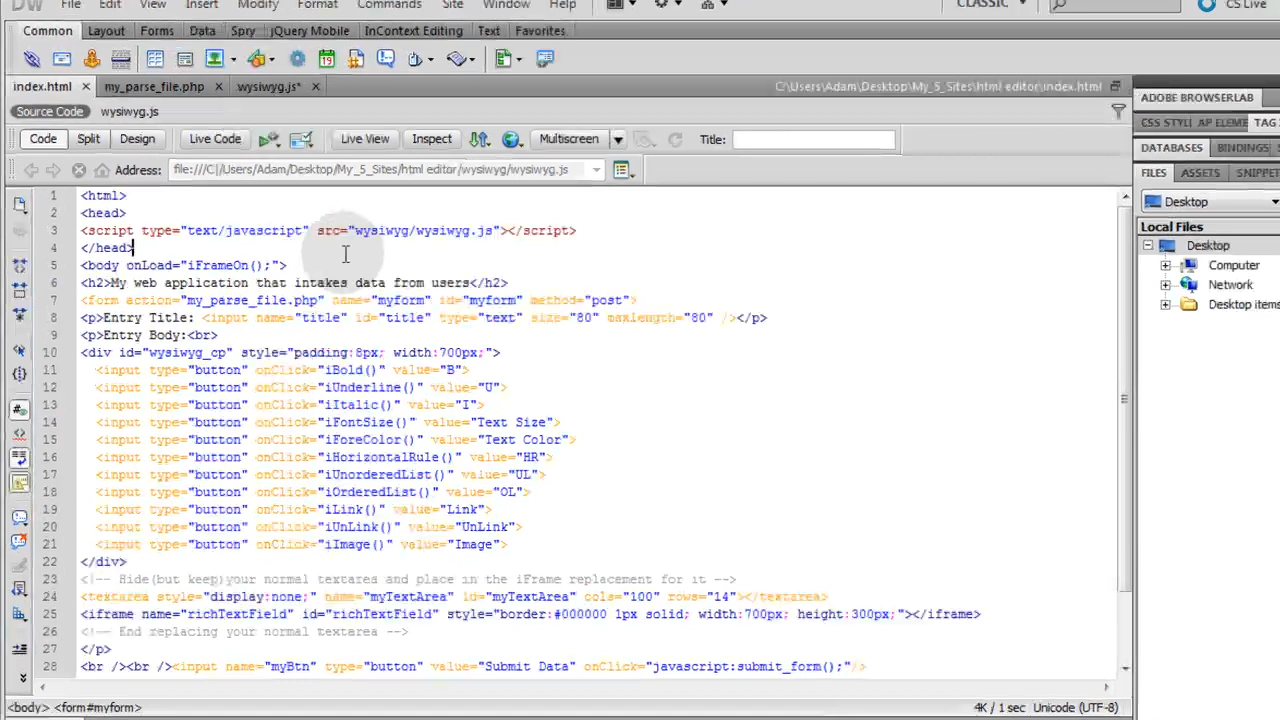 DW File Edit View Insert Modify Format Commands Site Window Help CLASSIC CS Live
Common Layout Forms Data Spry jQuery Mobile InContext Editing Text Favorites
index.html × my_parse_file.php × wysiwyg.js* × C:\Users\Adam\Desktop\My_5_Sites\html editor\index.html
ADOBE BROWSERLAB
Source Code wysiwyg.js
CSS STYL AP ELEME TAG
Code Split Design Live Code Live View Inspect Multiscreen Title:
DATABASES BINDINGS
Address: file:///C|/Users/Adam/Desktop/My_5_Sites/html editor/wysiwyg/wysiwyg.js
FILES ASSETS SNIPPET
Desktop
Local Files
Desktop
Computer
Network
Desktop items
1 <html>
2 <head>
3 <script type="text/javascript" src="wysiwyg/wysiwyg.js"></script>
4 </head>
5 <body onLoad="iFrameOn();">
6 <h2>My web application that intakes data from users</h2>
7 <form action="my_parse_file.php" name="myform" id="myform" method="post">
8 <p>Entry Title: <input name="title" id="title" type="text" size="80" maxlength="80" /></p>
9 <p>Entry Body:<br>
10 <div id="wysiwyg_cp" style="padding:8px; width:700px;">
11 <input type="button" onClick="iBold()" value="B">
12 <input type="button" onClick="iUnderline()" value="U">
13 <input type="button" onClick="iItalic()" value="I">
14 <input type="button" onClick="iFontSize()" value="Text Size">
15 <input type="button" onClick="iForeColor()" value="Text Color">
16 <input type="button" onClick="iHorizontalRule()" value="HR">
17 <input type="button" onClick="iUnorderedList()" value="UL">
18 <input type="button" onClick="iOrderedList()" value="OL">
19 <input type="button" onClick="iLink()" value="Link">
20 <input type="button" onClick="iUnLink()" value="UnLink">
21 <input type="button" onClick="iImage()" value="Image">
22 </div>
23 <!-- Hide(but keep)your normal textarea and place in the iFrame replacement for it -->
24 <textarea style="display:none;" name="myTextArea" id="myTextArea" cols="100" rows="14"></textarea>
25 <iframe name="richTextField" id="richTextField" style="border:#000000 1px solid; width:700px; height:300px;"></iframe>
26 <!-- End replacing your normal textarea -->
27 </p>
28 <br /><br /><input name="myBtn" type="button" value="Submit Data" onClick="javascript:submit_form();"/>
<body> <form#myform> 4K / 1 sec Unicode (UTF-8)